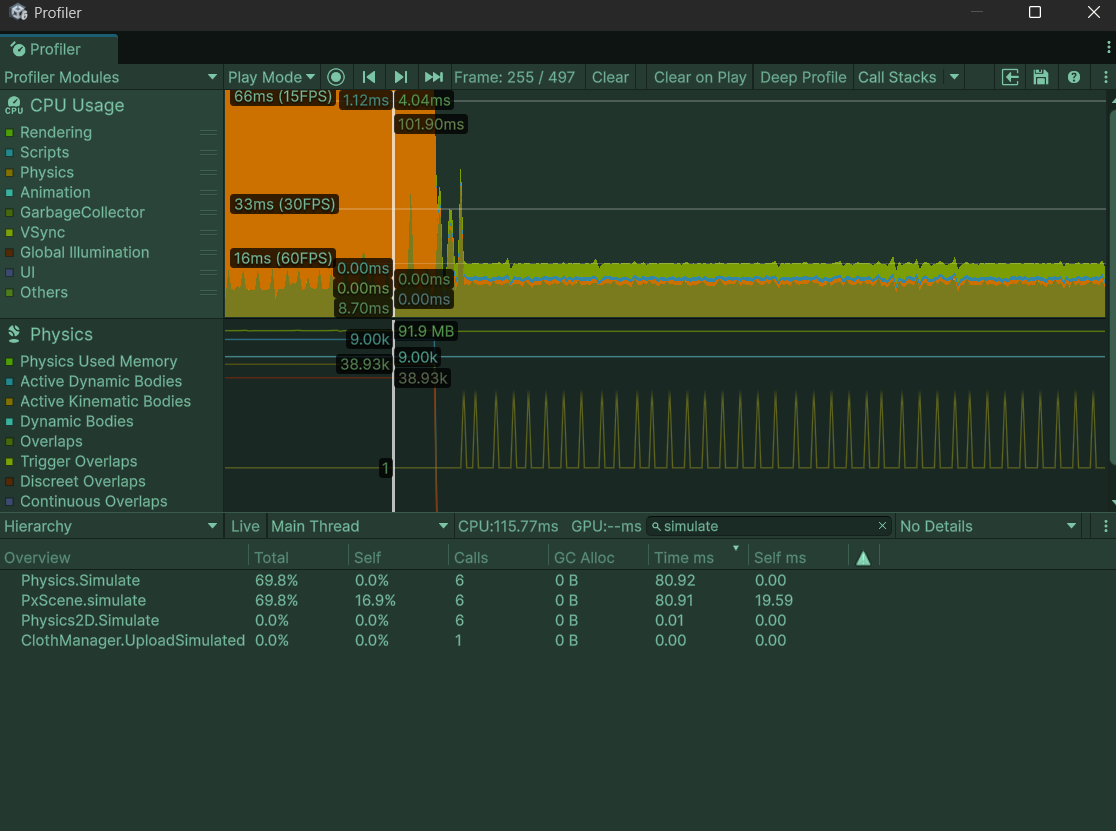 Profiler
Profiler
Profiler Modules
Play Mode
Frame: 255 / 497
Clear
Clear on Play
Deep Profile
Call Stacks
CPU Usage
Rendering
Scripts
Physics
Animation
GarbageCollector
VSync
Global Illumination
UI
Others
66ms (15FPS)
1.12ms
4.04ms
101.90ms
33ms (30FPS)
16ms (60FPS)
0.00ms
0.00ms
0.00ms
0.00ms
8.70ms
Physics
Physics Used Memory
Active Dynamic Bodies
Active Kinematic Bodies
Dynamic Bodies
Overlaps
Trigger Overlaps
Discreet Overlaps
Continuous Overlaps
91.9 MB
9.00k
9.00k
38.93k
38.93k
1
Hierarchy
Live
Main Thread
CPU:115.77ms GPU:--ms
simulate
No Details
Overview Total Self Calls GC Alloc Time ms Self ms
Physics.Simulate 69.8% 0.0% 6 0 B 80.92 0.00
PxScene.simulate 69.8% 16.9% 6 0 B 80.91 19.59
Physics2D.Simulate 0.0% 0.0% 6 0 B 0.01 0.00
ClothManager.UploadSimulated 0.0% 0.0% 1 0 B 0.00 0.00